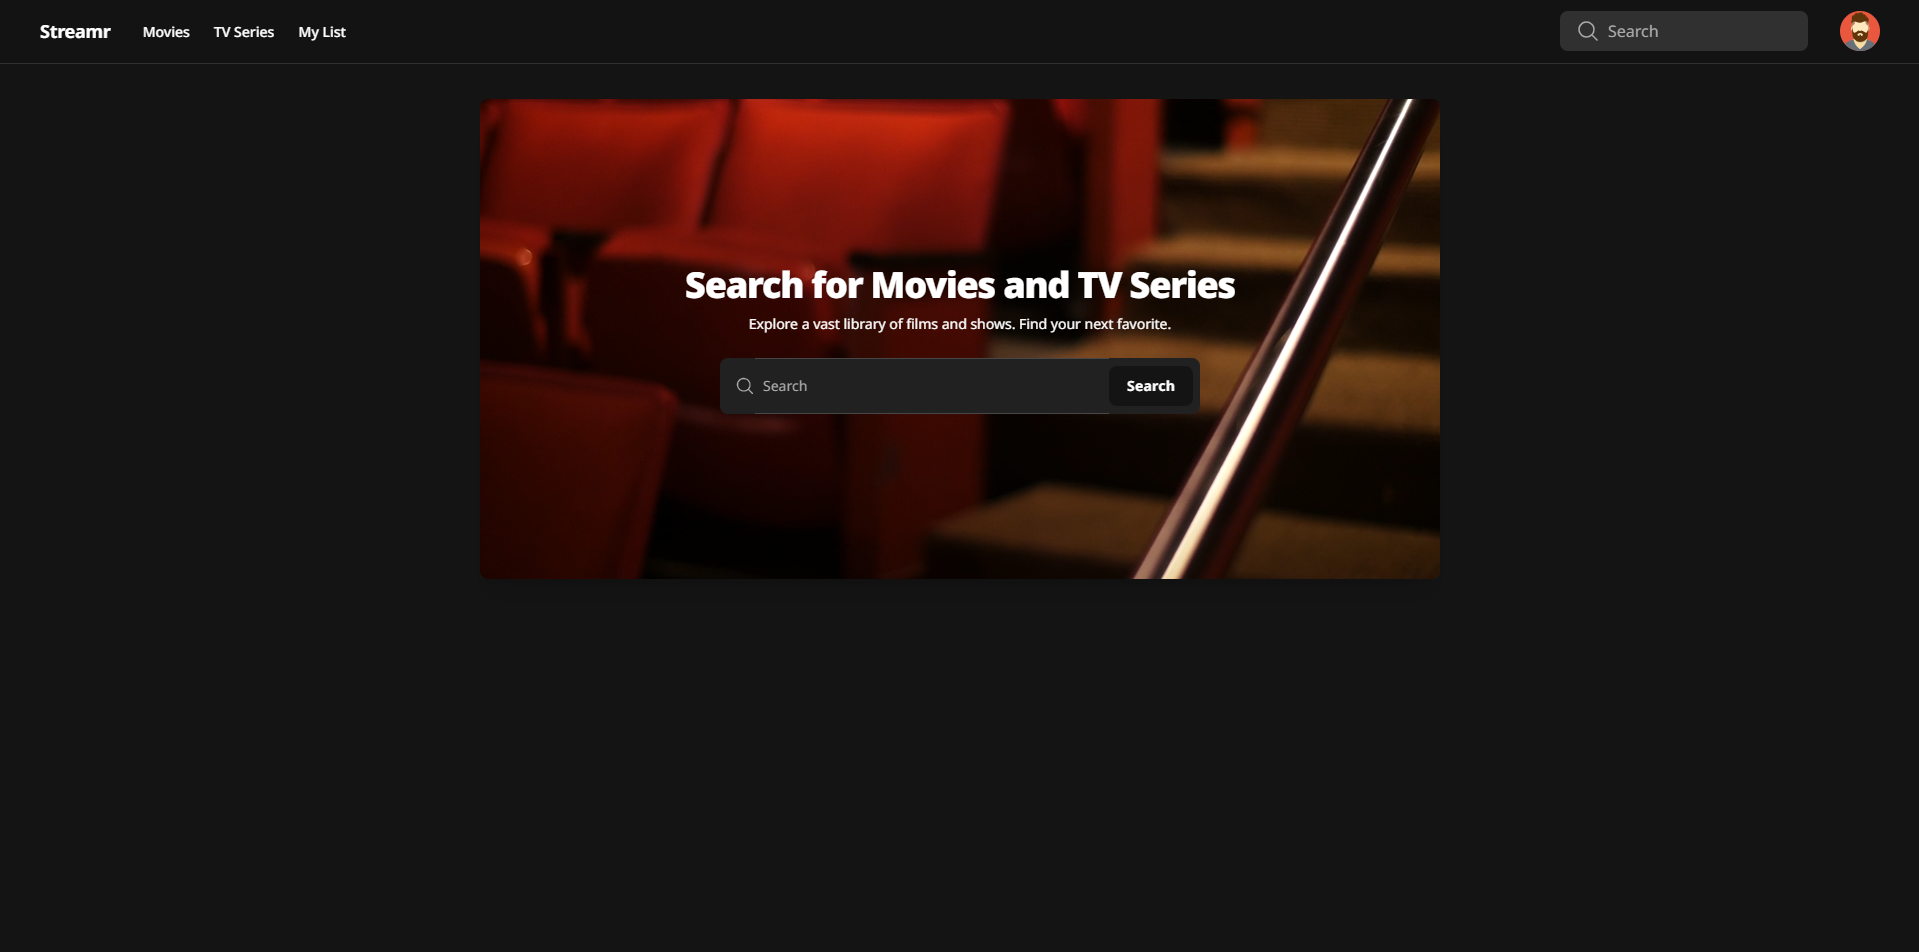 Streamr
Movies
TV Series
My List
Search
Search for Movies and TV Series
Explore a vast library of films and shows. Find your next favorite.
Search
Search